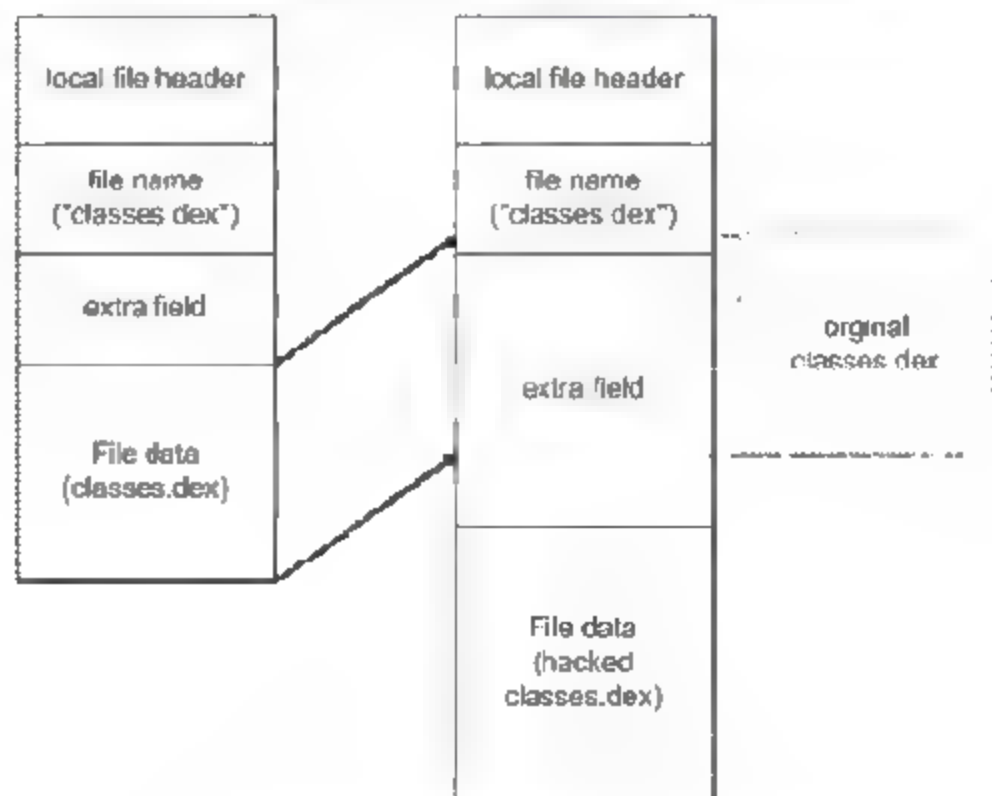 local file header
file name
("classes dex")
extra field
File data
(classes.dex)
local file header
file name
("classes dex")
extra field
File data
(hacked
classes.dex)
orginal
classes dex